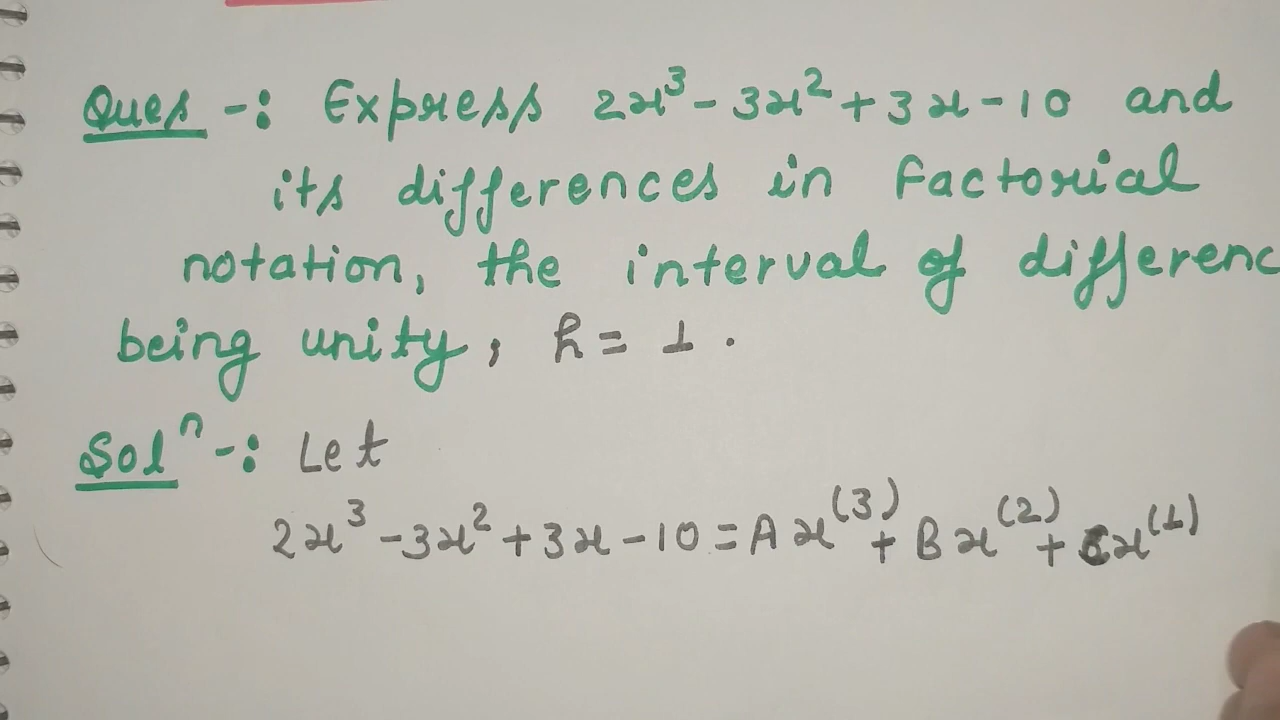 Ques -: Express 2x³ - 3x² + 3x - 10 and
its differences in factorial
notation, the interval of differenc
being unity, h = 1.
Solⁿ -: Let
2x³ - 3x² + 3x - 10 = Ax⁽³⁾ + Bx⁽²⁾ + Cx⁽¹⁾